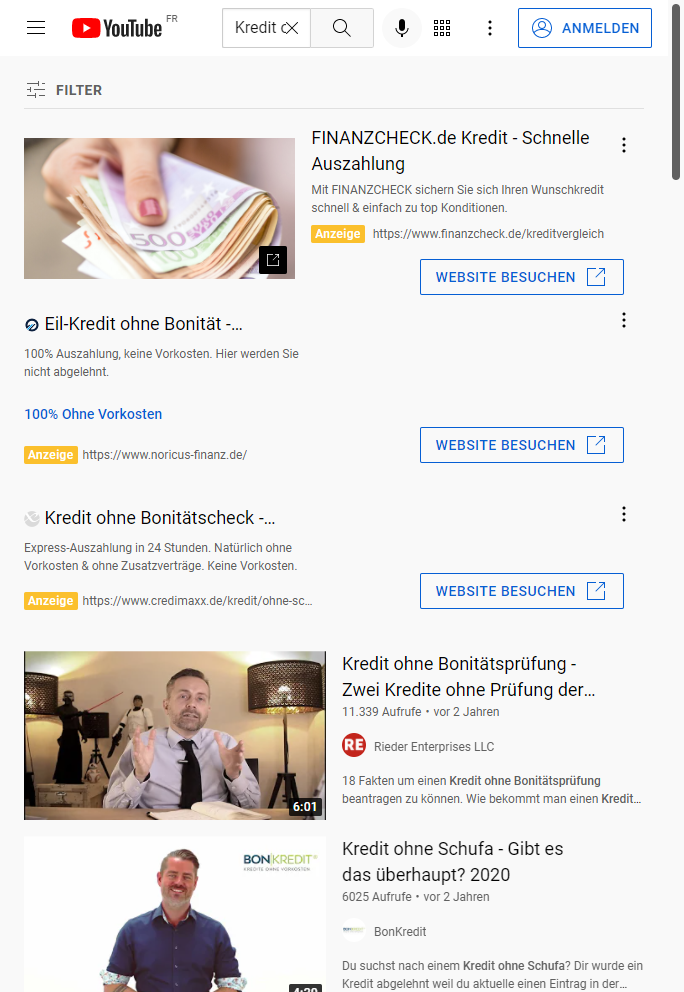 YouTube FR
Kredit o
ANMELDEN
FILTER
500
FINANZCHECK.de Kredit - Schnelle
Auszahlung
Mit FINANZCHECK sichern Sie sich Ihren Wunschkredit
schnell & einfach zu top Konditionen.
Anzeige https://www.finanzcheck.de/kreditvergleich
WEBSITE BESUCHEN
Eil-Kredit ohne Bonität -...
100% Auszahlung, keine Vorkosten. Hier werden Sie
nicht abgelehnt.
100% Ohne Vorkosten
Anzeige https://www.noricus-finanz.de/
WEBSITE BESUCHEN
Kredit ohne Bonitätscheck -...
Express-Auszahlung in 24 Stunden. Natürlich ohne
Vorkosten & ohne Zusatzverträge. Keine Vorkosten.
Anzeige https://www.credimaxx.de/kredit/ohne-sc...
WEBSITE BESUCHEN
6:01
Kredit ohne Bonitätsprüfung -
Zwei Kredite ohne Prüfung der...
11.339 Aufrufe • vor 2 Jahren
RE Rieder Enterprises LLC
18 Fakten um einen Kredit ohne Bonitätsprüfung
beantragen zu können. Wie bekommt man einen Kredit...
BONKREDIT®
KREDITE OHNE VORKOSTEN
4:20
Kredit ohne Schufa - Gibt es
das überhaupt? 2020
6025 Aufrufe • vor 2 Jahren
BonKredit
Du suchst nach einem Kredit ohne Schufa? Dir wurde ein
Kredit abgelehnt weil du aktuelle einen Eintrag in der...